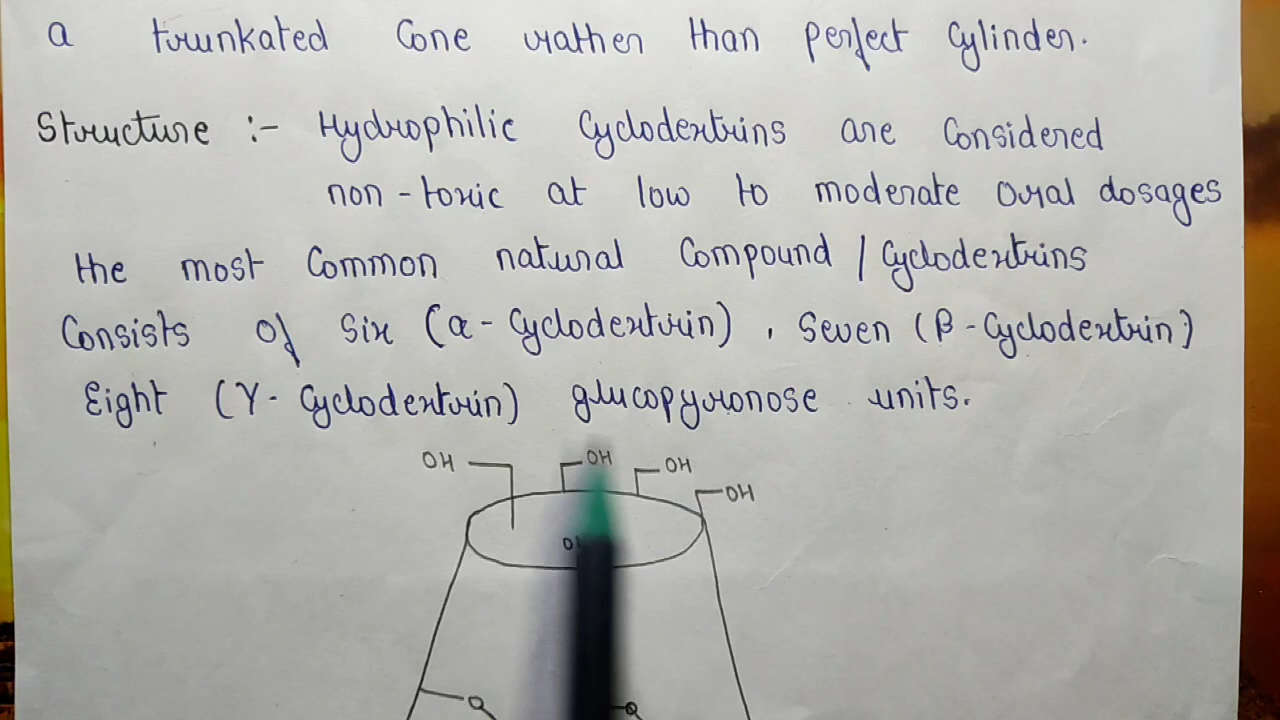 a trunkated Cone rather than perfect Cylinder.
Structure :- Hydrophilic Cyclodextrins are Considered
non-toxic at low to moderate Oral dosages
the most Common natural Compound / Cyclodextrins
Consists of Six (α-Cyclodextrin), Seven (β-Cyclodextrin)
Eight (γ-Cyclodextrin) glucopyronose units.
OH OH OH OH